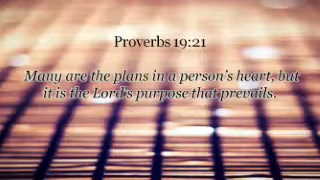 Proverbs 19:21
Many are the plans in a person's heart, but
it is the Lord's purpose that prevails.